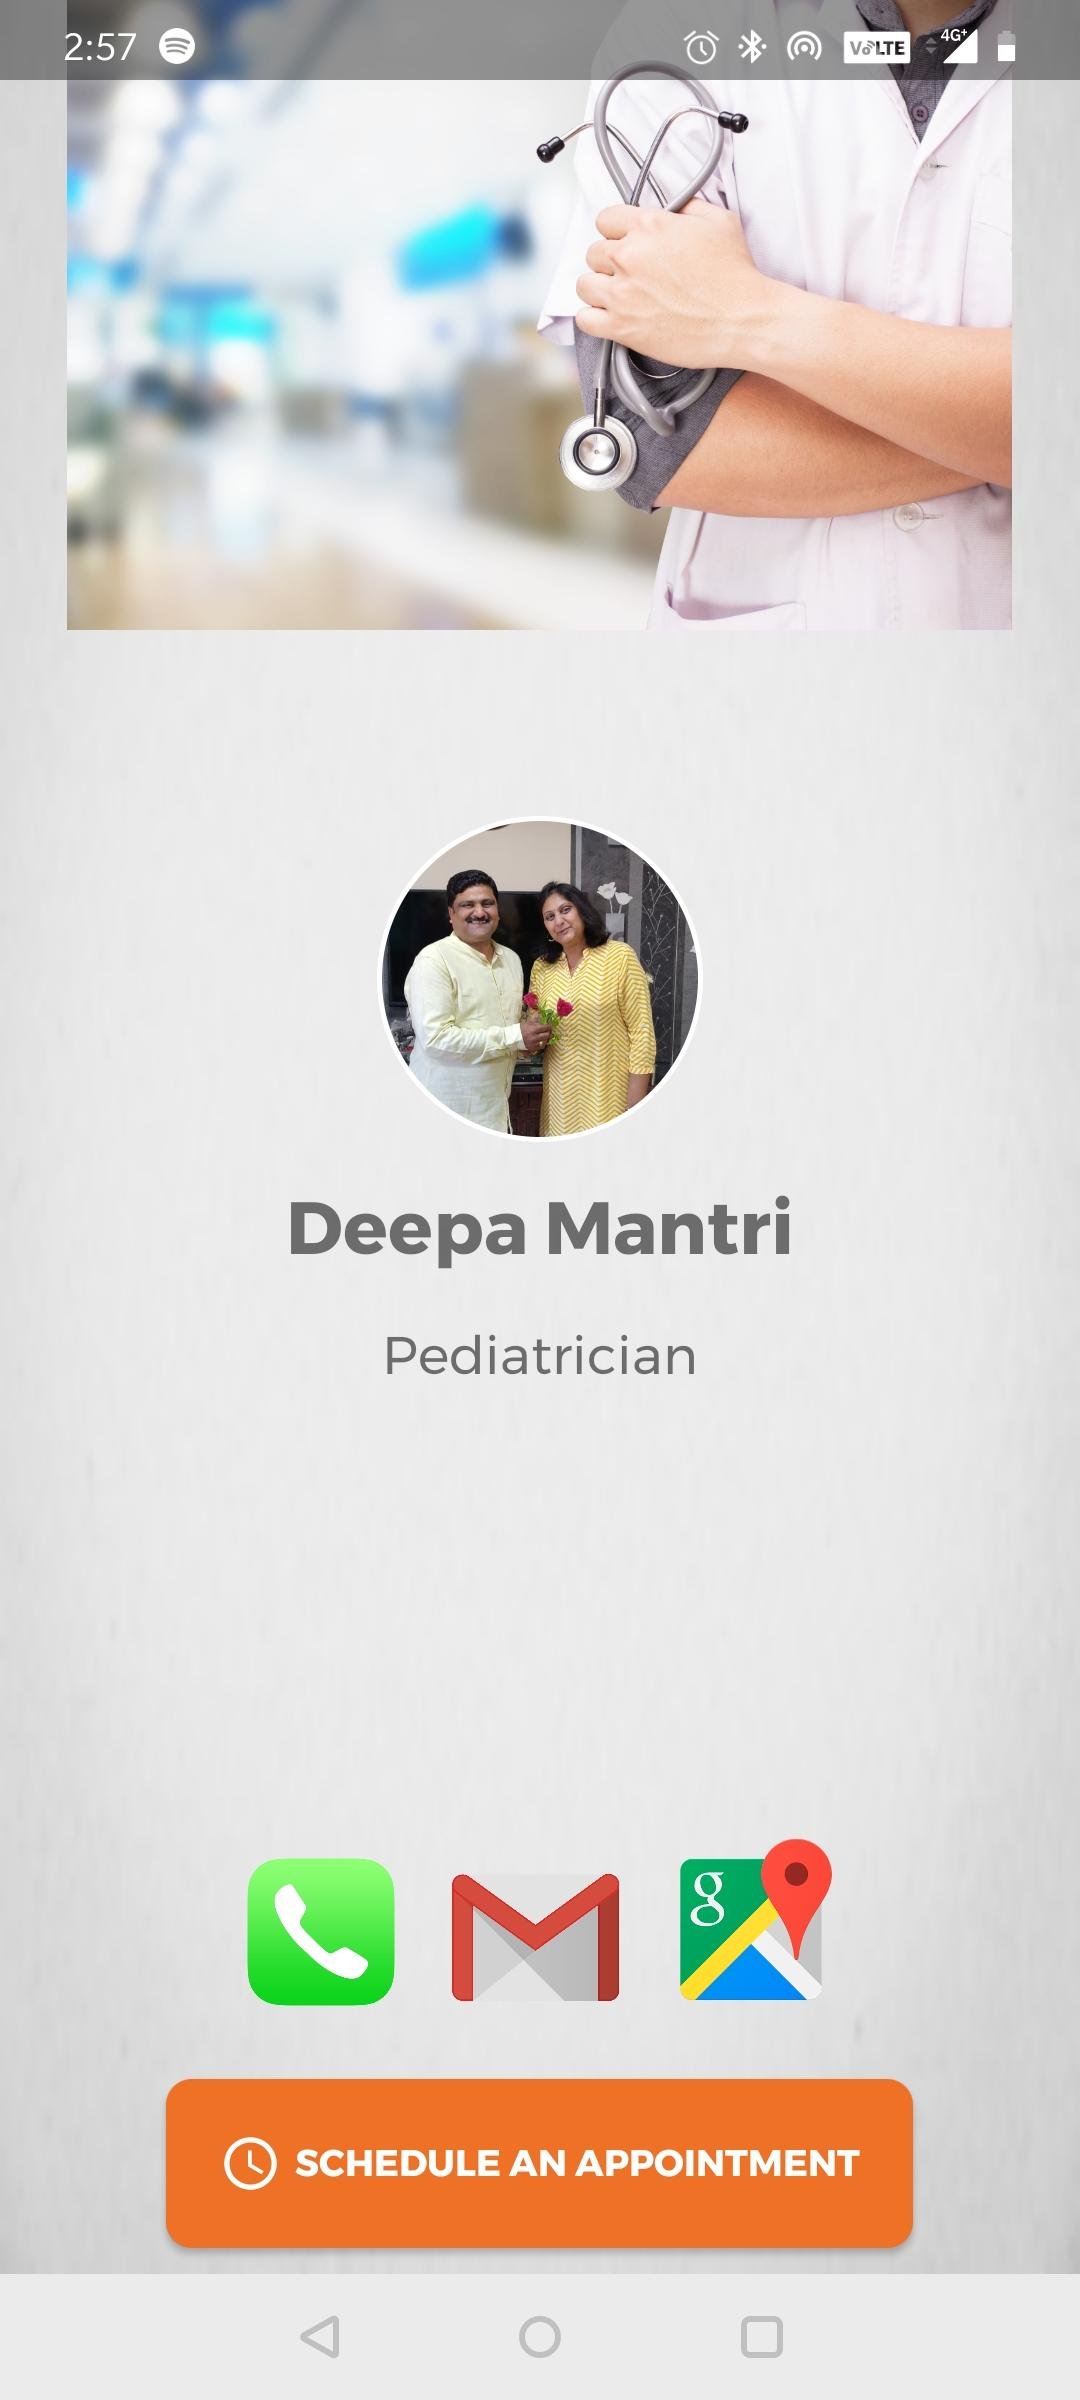 2:57
VoLTE
4G+
Deepa Mantri
Pediatrician
g
SCHEDULE AN APPOINTMENT